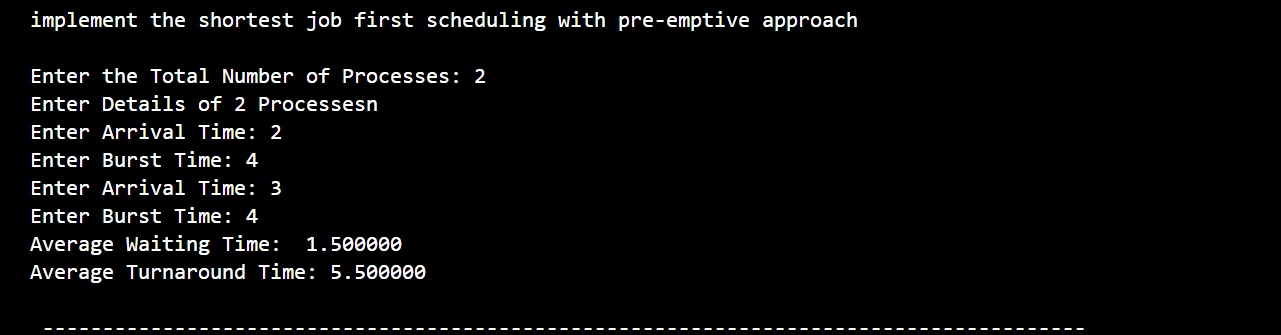 implement the shortest job first scheduling with pre-emptive approach
Enter the Total Number of Processes: 2
Enter Details of 2 Processesn
Enter Arrival Time: 2
Enter Burst Time: 4
Enter Arrival Time: 3
Enter Burst Time: 4
Average Waiting Time:  1.500000
Average Turnaround Time: 5.500000
---------------------------------------------------------------------------------------